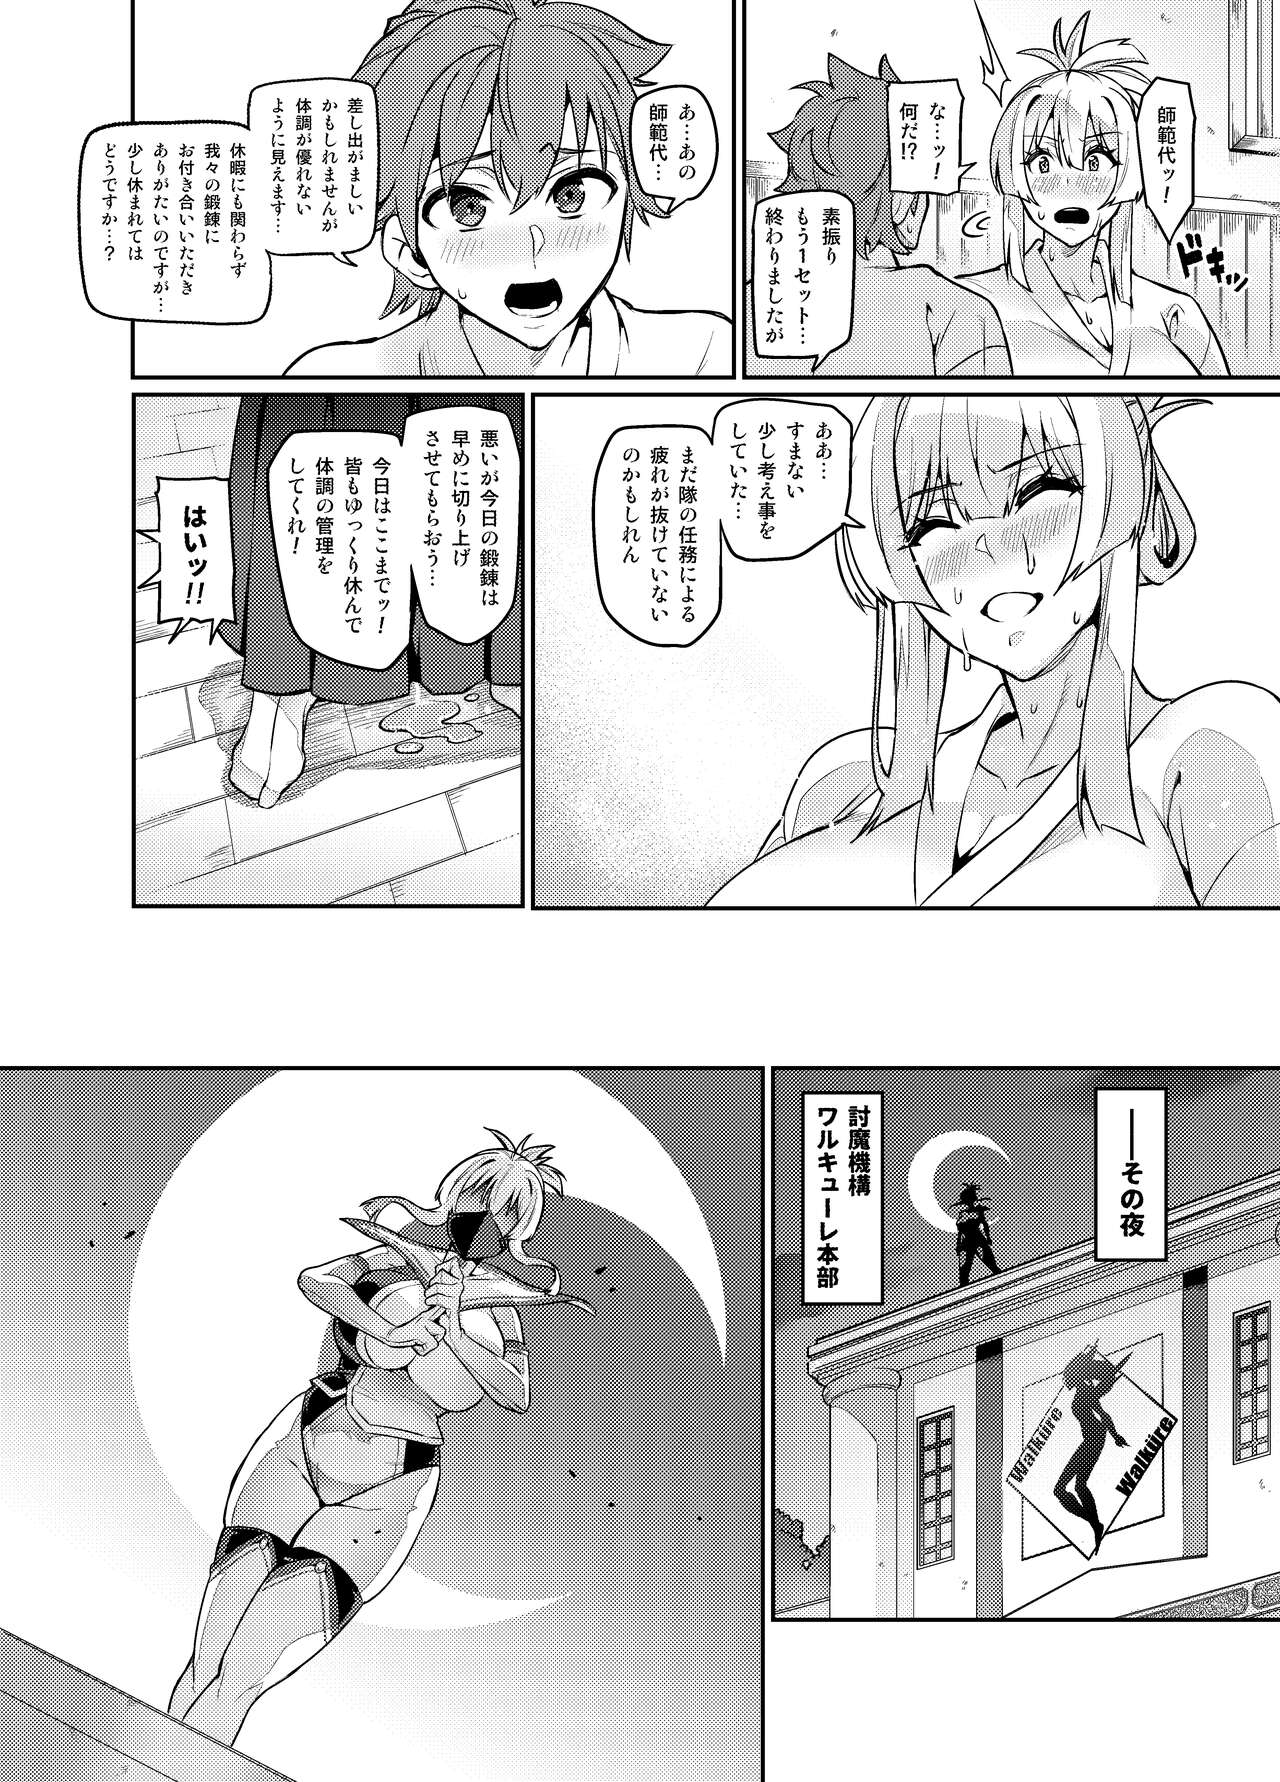 師範代ッ！
な…ッ！
何だ!?
ドキッ
素振り
もう1セット…
終わりましたが
あ…あの
師範代…
差し出がましい
かもしれませんが
体調が優れない
ように見えます…
休暇にも関わらず
我々の鍛錬に
お付き合いいただき
ありがたいのですが…
少し休まれては
どうですか…？
ああ…
すまない
少し考え事を
していた…
まだ隊の任務による
疲れが抜けていない
のかもしれん
悪いが今日の鍛錬は
早めに切り上げ
させてもらおう…
今日はここまでッ！
皆もゆっくり休んで
体調の管理を
してくれ！
はいッ!!
――その夜
討魔機構
ワルキューレ本部
Walküre
Walküre